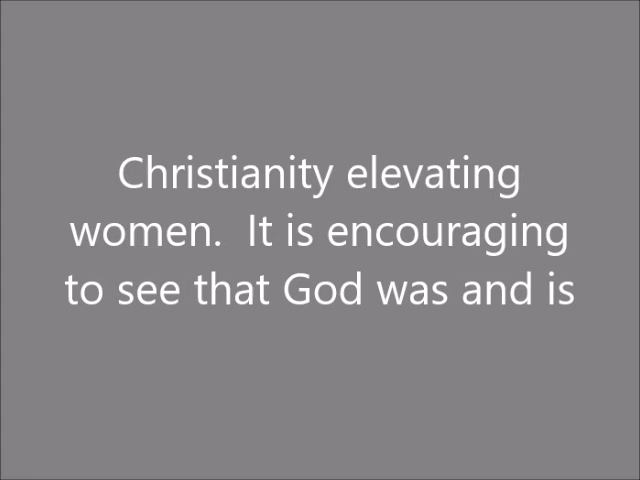 Christianity elevating
women.  It is encouraging
to see that God was and is